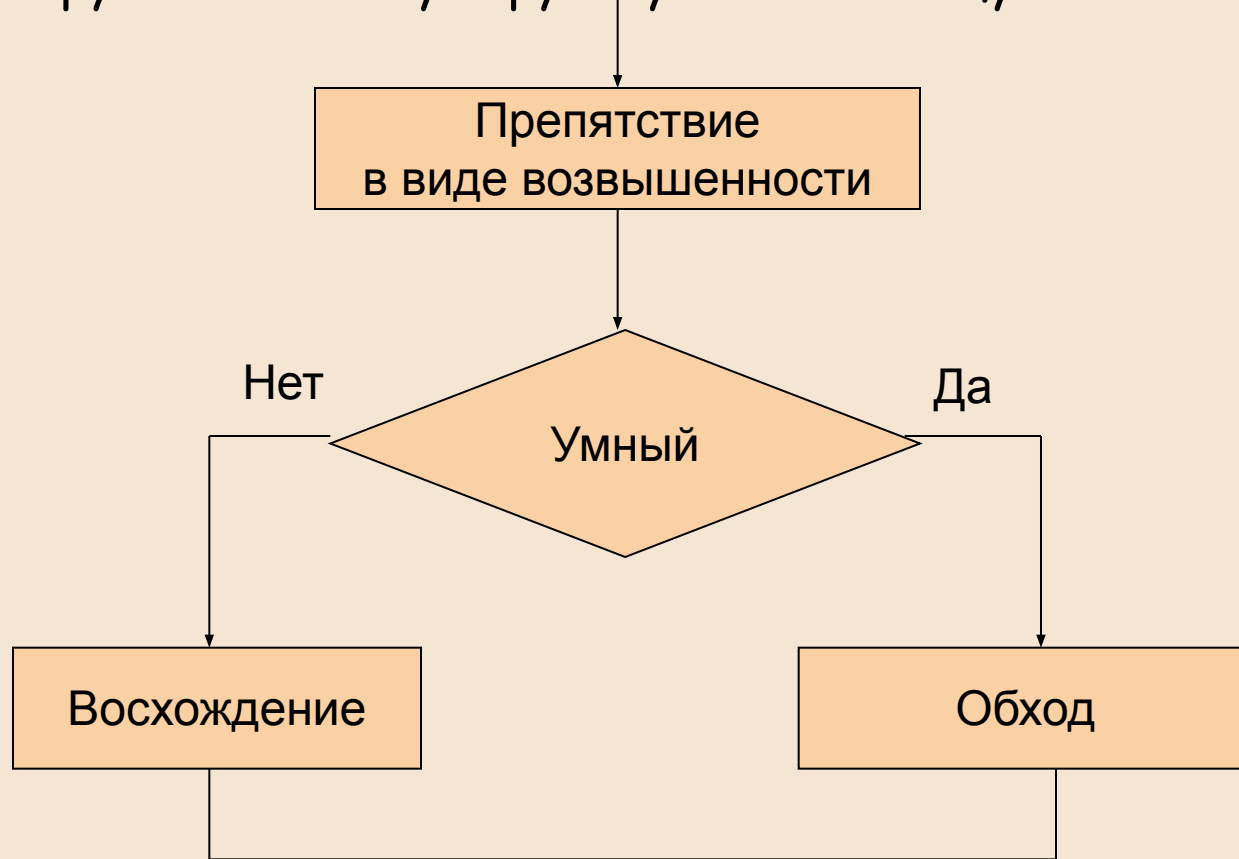 Препятствие
в виде возвышенности
Нет
Да
Умный
Восхождение
Обход